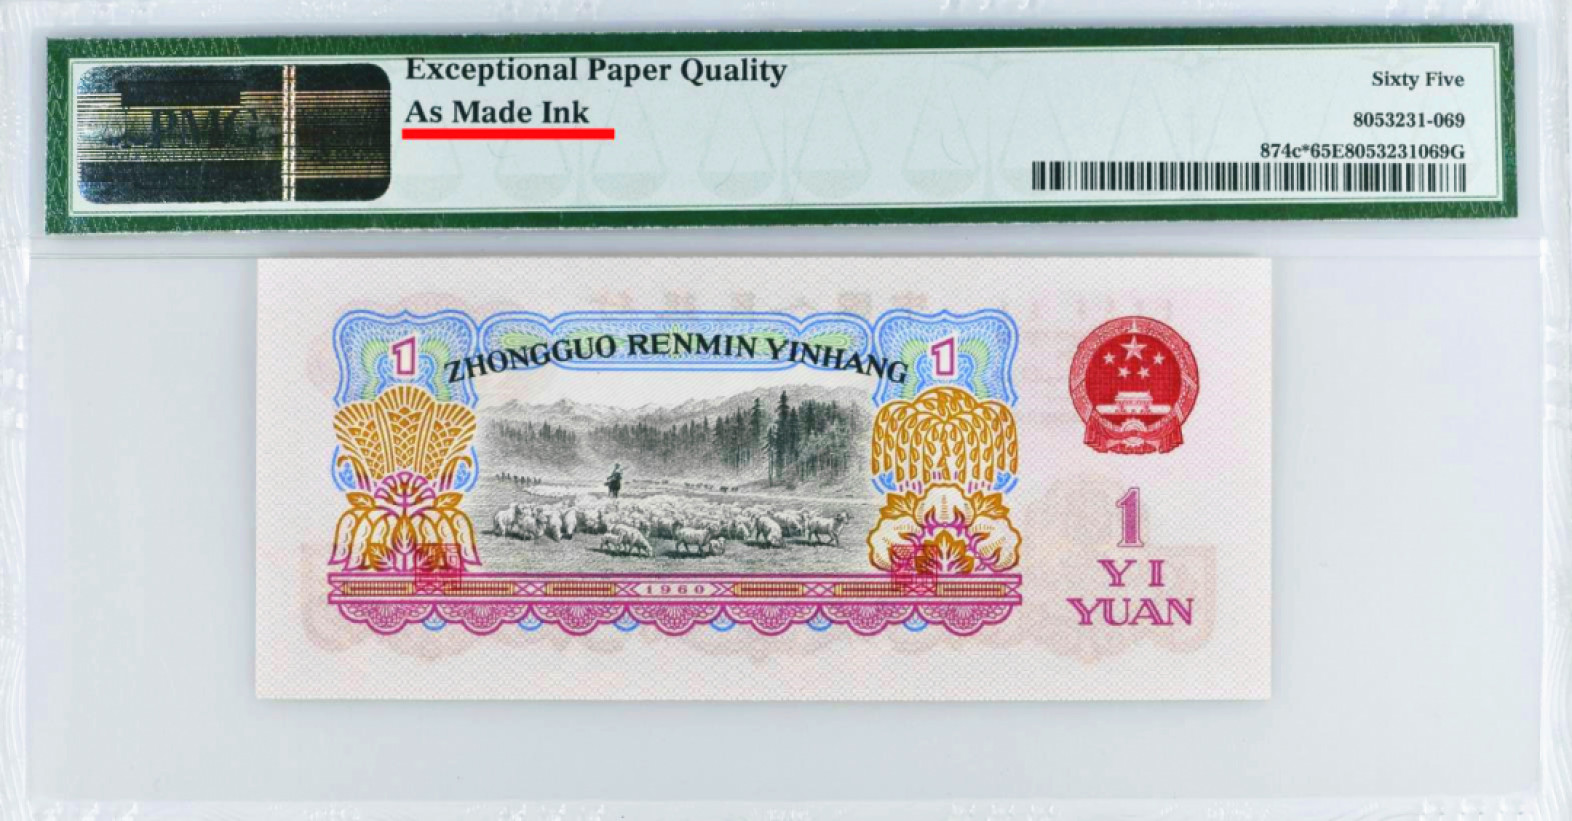 PMG
Exceptional Paper Quality
As Made Ink
Sixty Five
8053231-069
874c*65E8053231069G
1
ZHONGGUO RENMIN YINHANG
1
1960
1
YI
YUAN